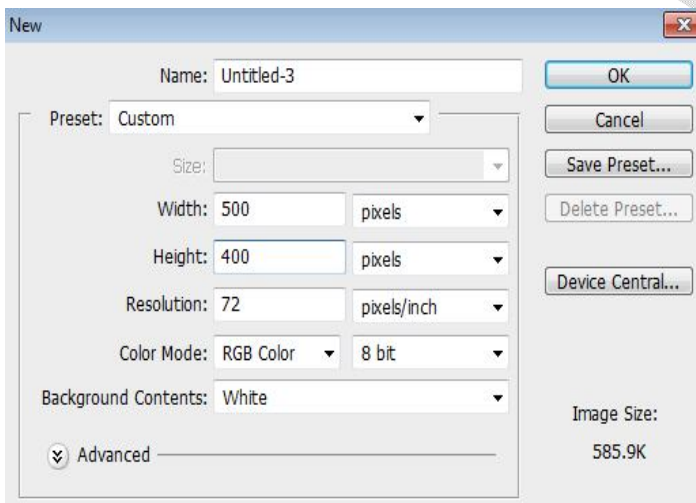 New
Name: Untitled-3
OK
Preset: Custom
Cancel
Size:
Save Preset...
Width: 500 pixels
Delete Preset...
Height: 400 pixels
Device Central...
Resolution: 72 pixels/inch
Color Mode: RGB Color 8 bit
Background Contents: White
Image Size:
Advanced
585.9K